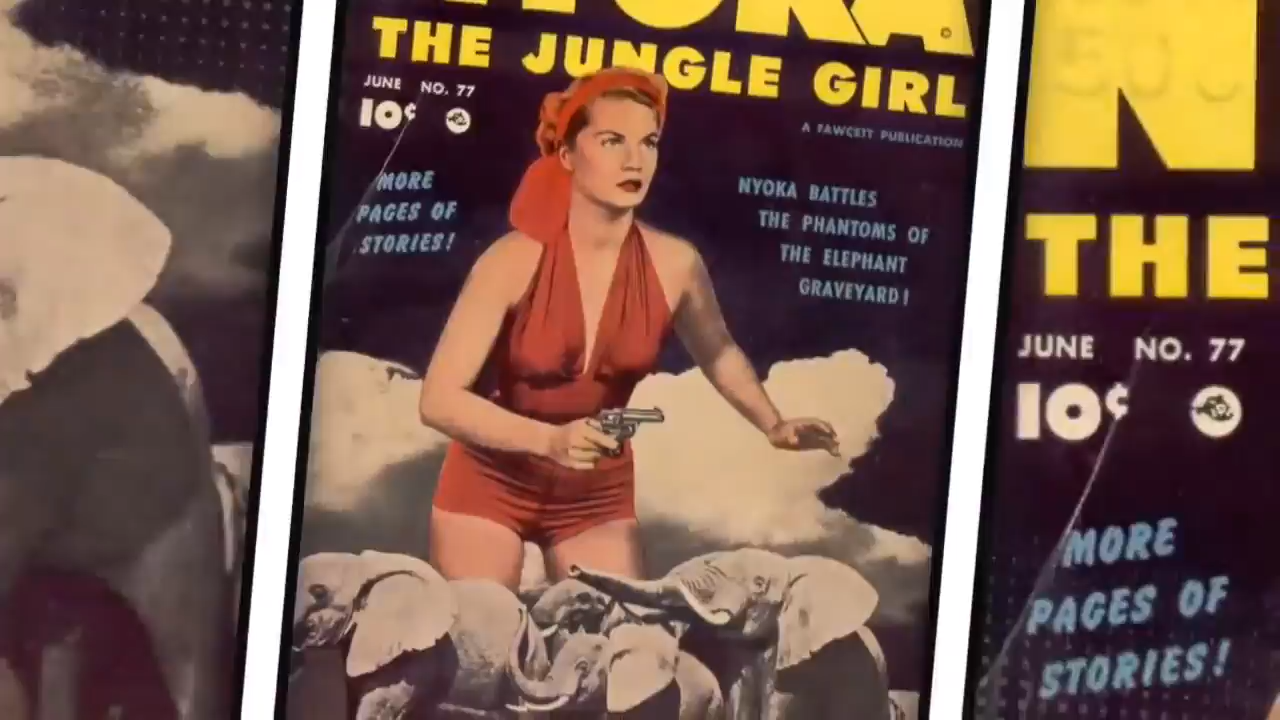 THE JUNGLE GIRL
JUNE NO. 77
10¢
A FAWCETT PUBLICATION
MORE
PAGES OF
STORIES!
NYOKA BATTLES
THE PHANTOMS OF
THE ELEPHANT
GRAVEYARD!
N
THE
JUNE NO. 77
10¢
MORE
PAGES OF
STORIES!